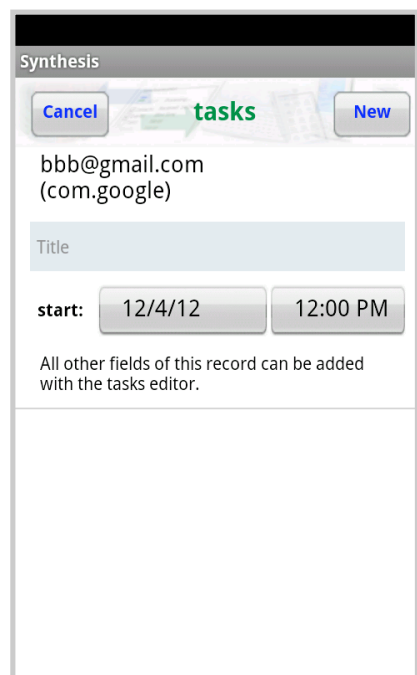 Synthesis
Cancel tasks New
bbb@gmail.com
(com.google)
Title
start: 12/4/12 12:00 PM
All other fields of this record can be added
with the tasks editor.